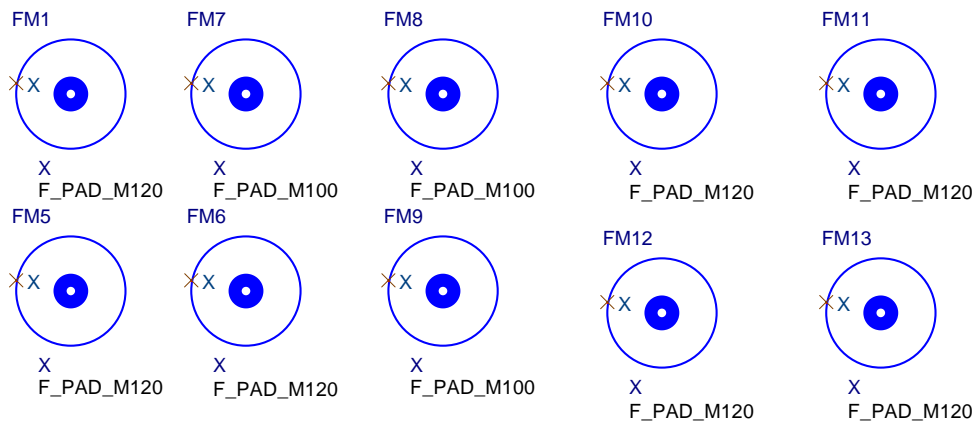 FM1 FM7 FM8 FM10 FM11
X X X X X
X X X X X
F_PAD_M120 F_PAD_M100 F_PAD_M100 F_PAD_M120 F_PAD_M120
FM5 FM6 FM9 FM12 FM13
X X X X X
X X X X X
F_PAD_M120 F_PAD_M120 F_PAD_M100 F_PAD_M120 F_PAD_M120